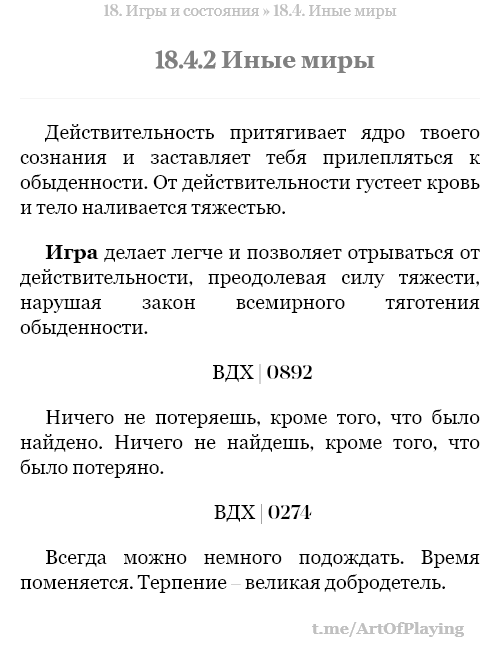 18. Игры и состояния » 18.4. Иные миры
18.4.2 Иные миры
Действительность притягивает ядро твоего
сознания и заставляет тебя прилепляться к
обыденности. От действительности густеет кровь
и тело наливается тяжестью.
Игра делает легче и позволяет отрываться от
действительности, преодолевая силу тяжести,
нарушая закон всемирного тяготения
обыденности.
ВДХ | 0892
Ничего не потеряешь, кроме того, что было
найдено. Ничего не найдешь, кроме того, что
было потеряно.
ВДХ | 0274
Всегда можно немного подождать. Время
поменяется. Терпение – великая добродетель.
t.me/ArtOfPlaying